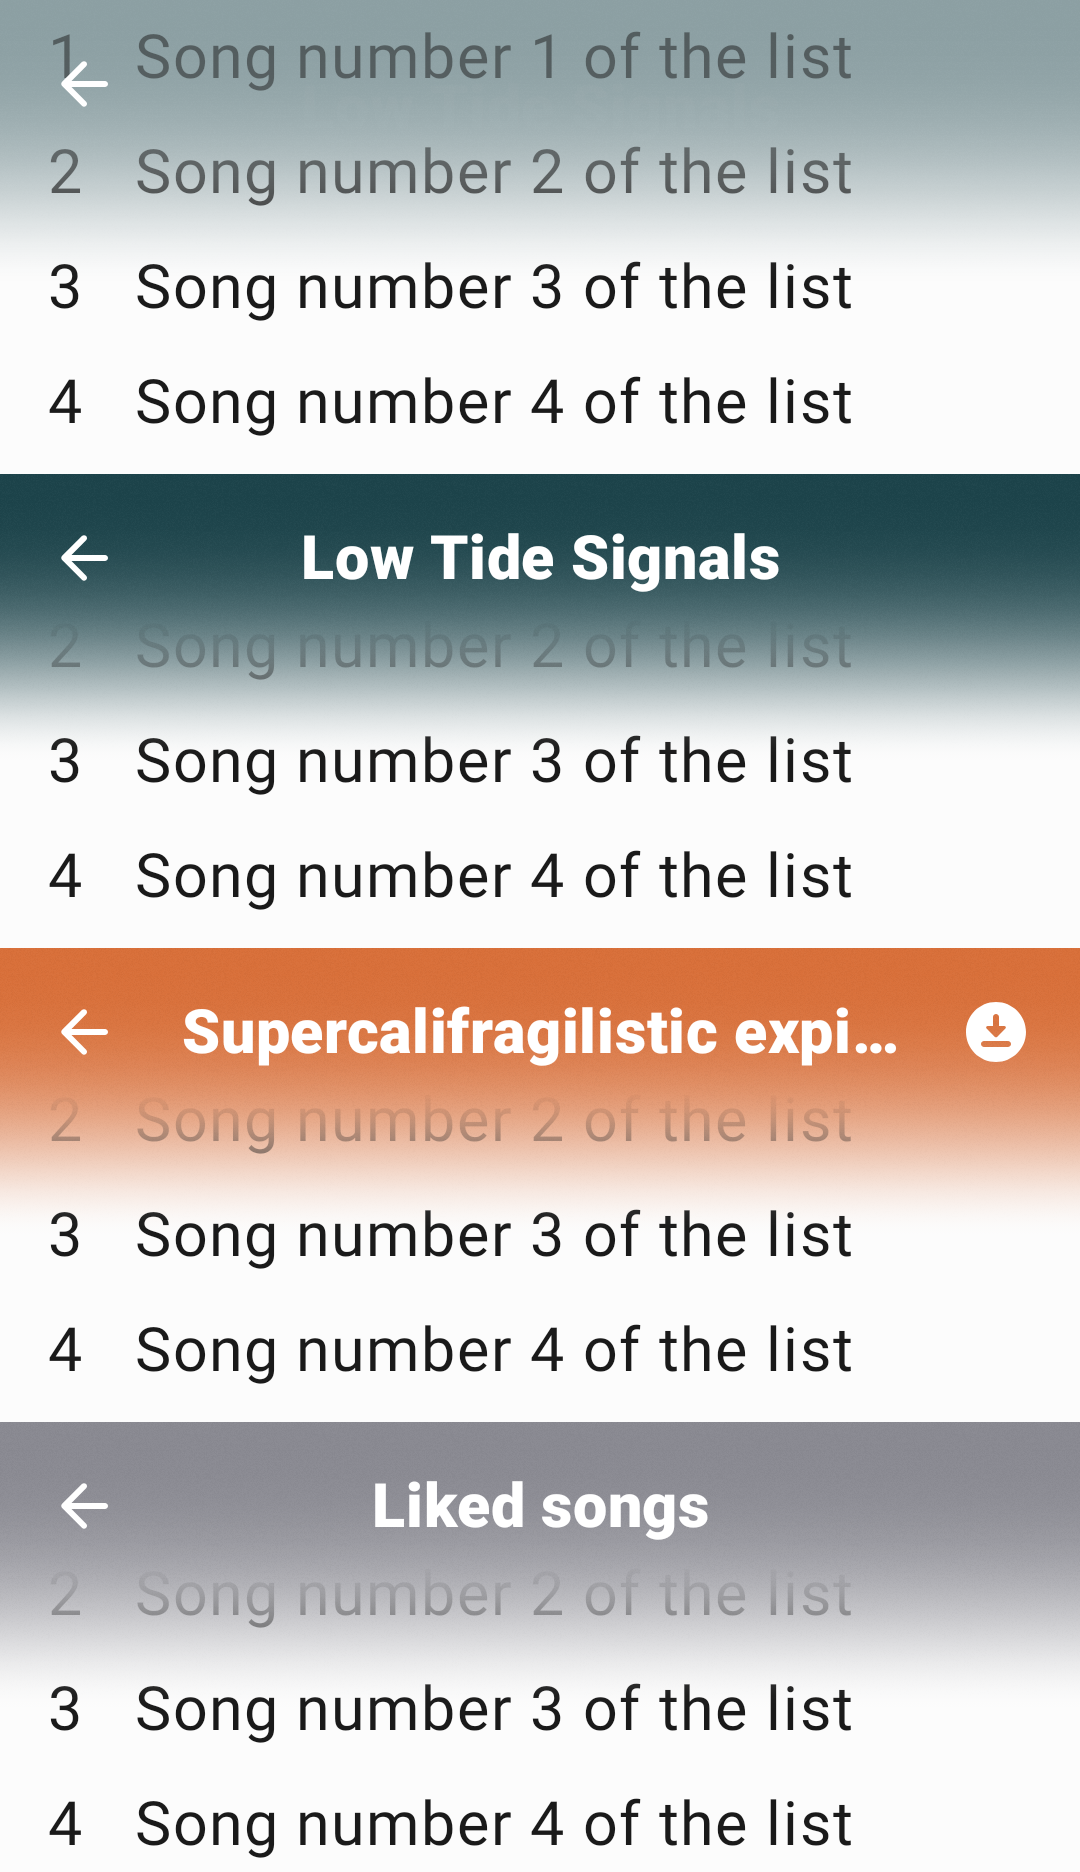 1 Song number 1 of the list
Low Tide Signals
2 Song number 2 of the list
3 Song number 3 of the list
4 Song number 4 of the list
Low Tide Signals
2 Song number 2 of the list
3 Song number 3 of the list
4 Song number 4 of the list
Supercalifragilistic expi...
2 Song number 2 of the list
3 Song number 3 of the list
4 Song number 4 of the list
Liked songs
2 Song number 2 of the list
3 Song number 3 of the list
4 Song number 4 of the list